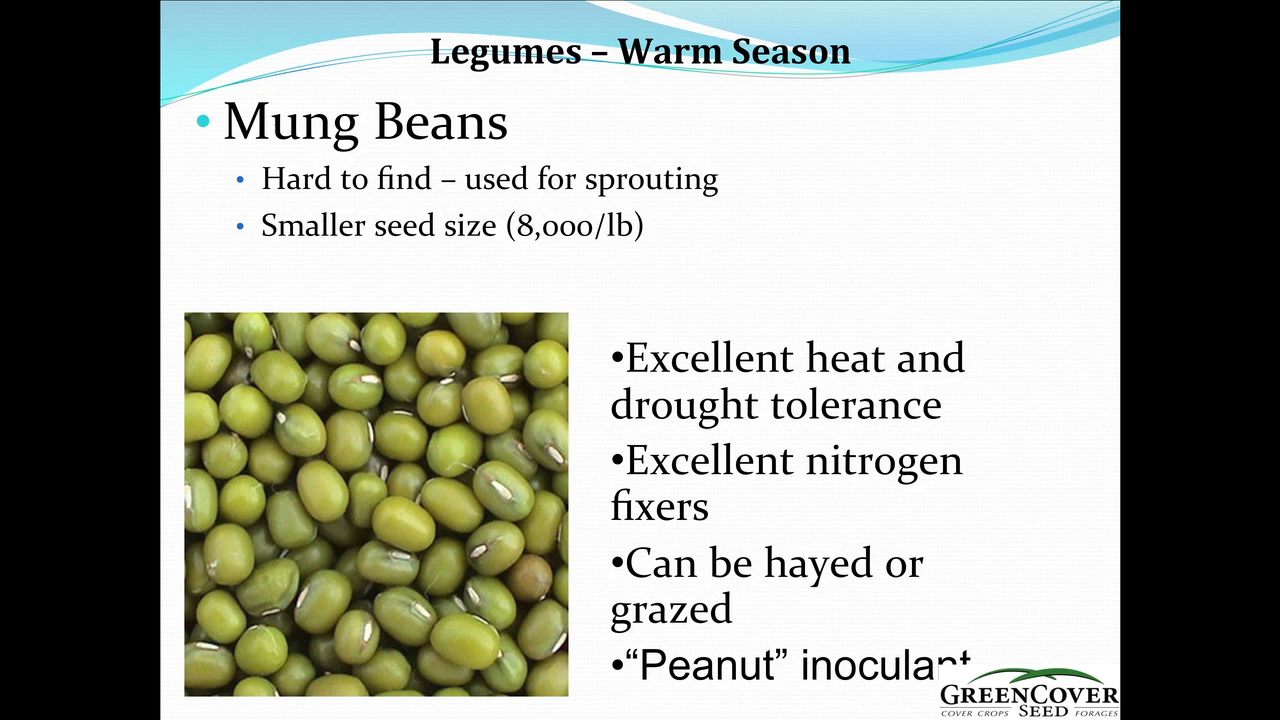 Legumes – Warm Season
• Mung Beans
• Hard to find – used for sprouting
• Smaller seed size (8,000/lb)
•Excellent heat and
drought tolerance
•Excellent nitrogen
fixers
•Can be hayed or
grazed
•“Peanut” inoculant
GREENCOVER
COVER CROPS SEED FORAGES